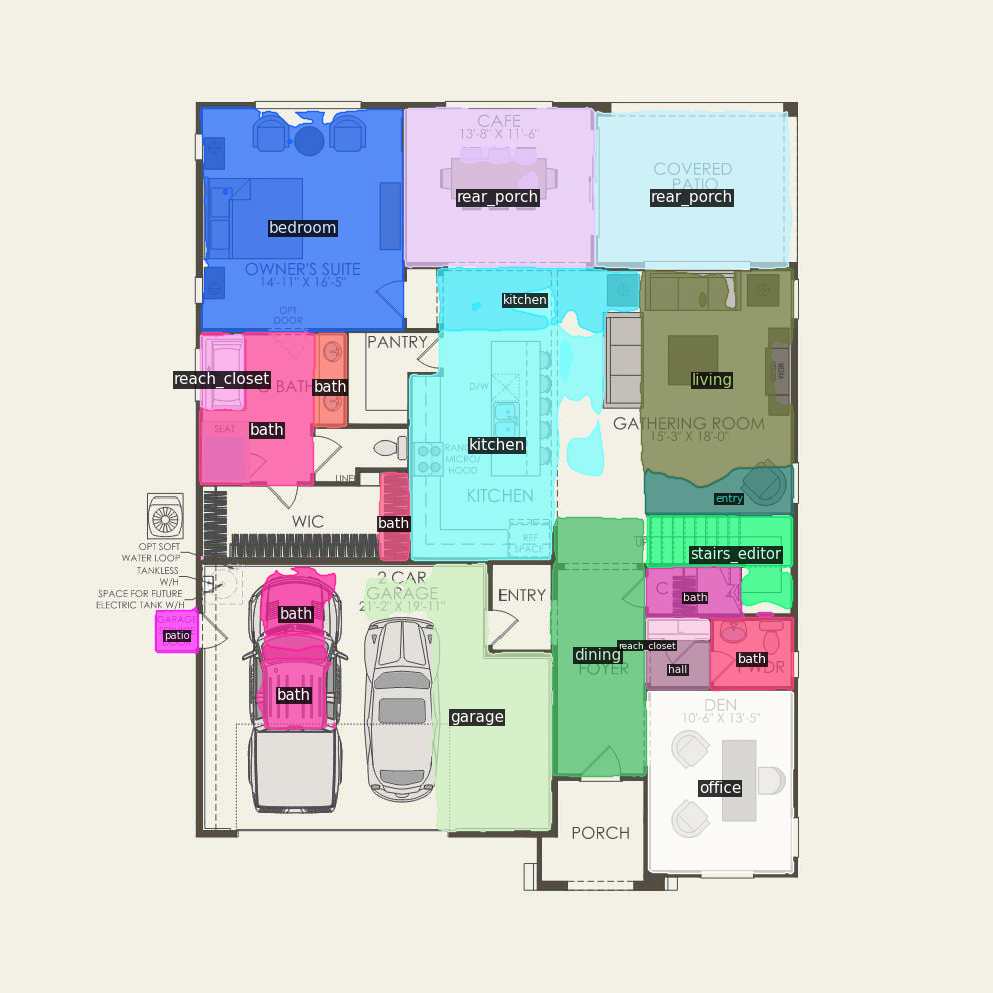 CAFE
13'-8" X 11'-6"
rear_porch
COVERED
PATIO
rear_porch
bedroom
OWNER'S SUITE
14'-11" X 16'-5"
OPT
DOOR
kitchen
PANTRY
reach_closet
bath
BATH
bath
SEAT
D/W
living
MEDIA
GATHERING ROOM
15'-3" X 18'-0"
kitchen
MICRO/
HOOD
KITCHEN
REF
SPACE
entry
WIC
bath
UP
stairs_editor
OPT SOFT
WATER LOOP
TANKLESS
W/H
SPACE FOR FUTURE
ELECTRIC TANK W/H
2 CAR
GARAGE
21'-2" X 19'-11"
ENTRY
bath
bath
GARAGE
patio
dining
FOYER
reach_closet
hall
bath
PWDR
bath
garage
DEN
10'-6" X 13'-5"
office
PORCH